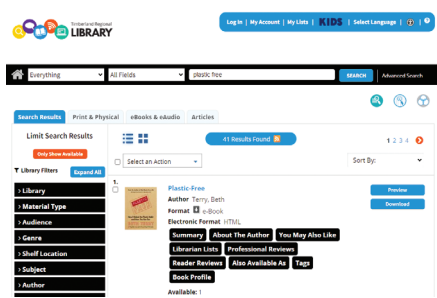 Timberland Regional
LIBRARY
Log In | My Account | My Lists | KIDS | Select Language |
Everything
All Fields
plastic free
SEARCH
Advanced Search
Search Results
Print & Physical
eBooks & eAudio
Articles
Limit Search Results
Only Show Available
Library Filters
Expand All
> Library
> Material Type
> Audience
> Genre
> Shelf Location
> Subject
> Author
41 Results Found
1 2 3 4
Select an Action
Sort By:
1.
Plastic-Free
Author Terry, Beth
Format e-Book
Electronic Format HTML
Summary About The Author You May Also Like
Librarian Lists Professional Reviews
Reader Reviews Also Available As Tags
Book Profile
Available: 1
Preview
Download